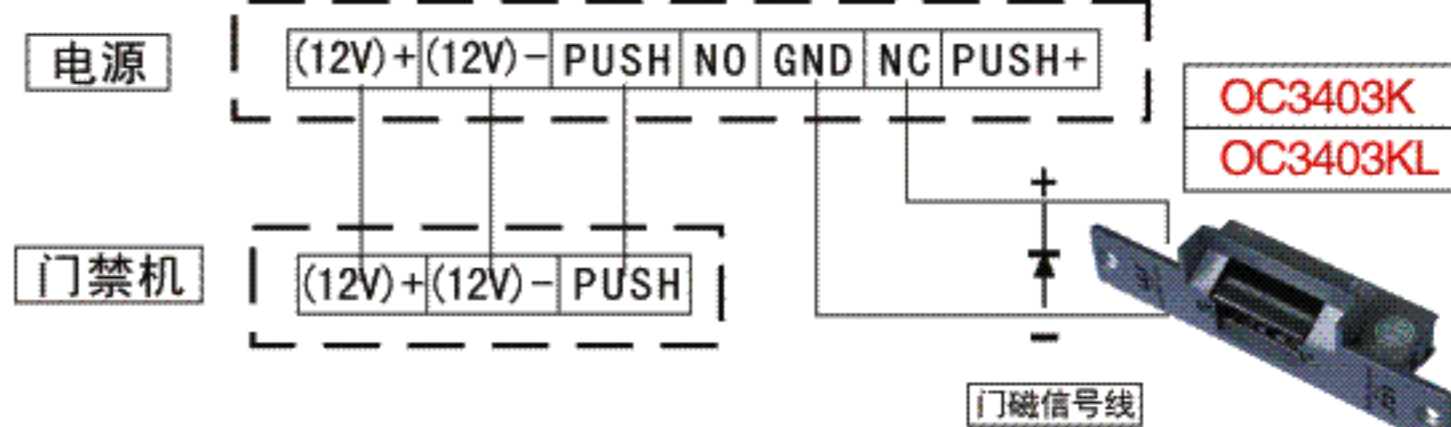 电源
(12V)+ (12V)- PUSH NO GND NC PUSH+
OC3403K
OC3403KL
+
门禁机
(12V)+ (12V)- PUSH
-
门磁信号线